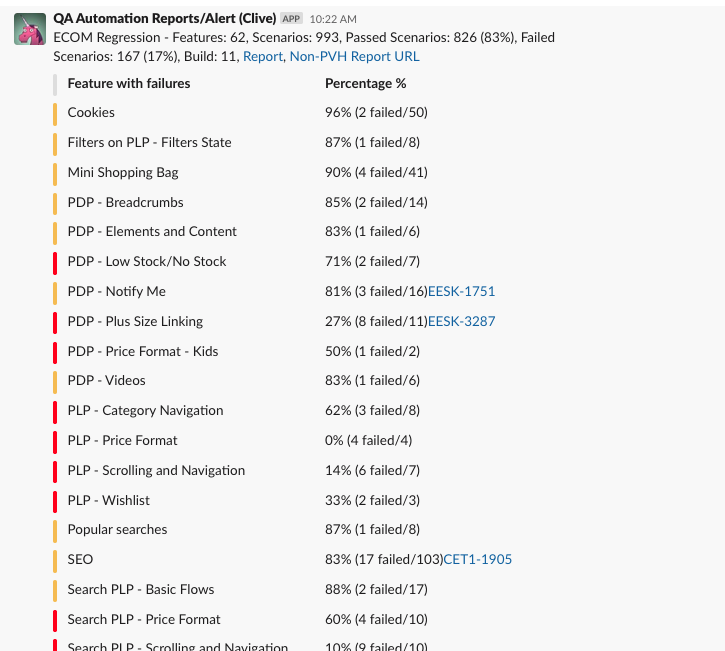 QA Automation Reports/Alert (Clive) APP 10:22 AM
ECOM Regression - Features: 62, Scenarios: 993, Passed Scenarios: 826 (83%), Failed
Scenarios: 167 (17%), Build: 11, Report, Non-PVH Report URL
Feature with failures Percentage %
Cookies 96% (2 failed/50)
Filters on PLP - Filters State 87% (1 failed/8)
Mini Shopping Bag 90% (4 failed/41)
PDP - Breadcrumbs 85% (2 failed/14)
PDP - Elements and Content 83% (1 failed/6)
PDP - Low Stock/No Stock 71% (2 failed/7)
PDP - Notify Me 81% (3 failed/16)EESK-1751
PDP - Plus Size Linking 27% (8 failed/11)EESK-3287
PDP - Price Format - Kids 50% (1 failed/2)
PDP - Videos 83% (1 failed/6)
PLP - Category Navigation 62% (3 failed/8)
PLP - Price Format 0% (4 failed/4)
PLP - Scrolling and Navigation 14% (6 failed/7)
PLP - Wishlist 33% (2 failed/3)
Popular searches 87% (1 failed/8)
SEO 83% (17 failed/103)CET1-1905
Search PLP - Basic Flows 88% (2 failed/17)
Search PLP - Price Format 60% (4 failed/10)
Search PLP - Scrolling and Navigation 10% (9 failed/10)